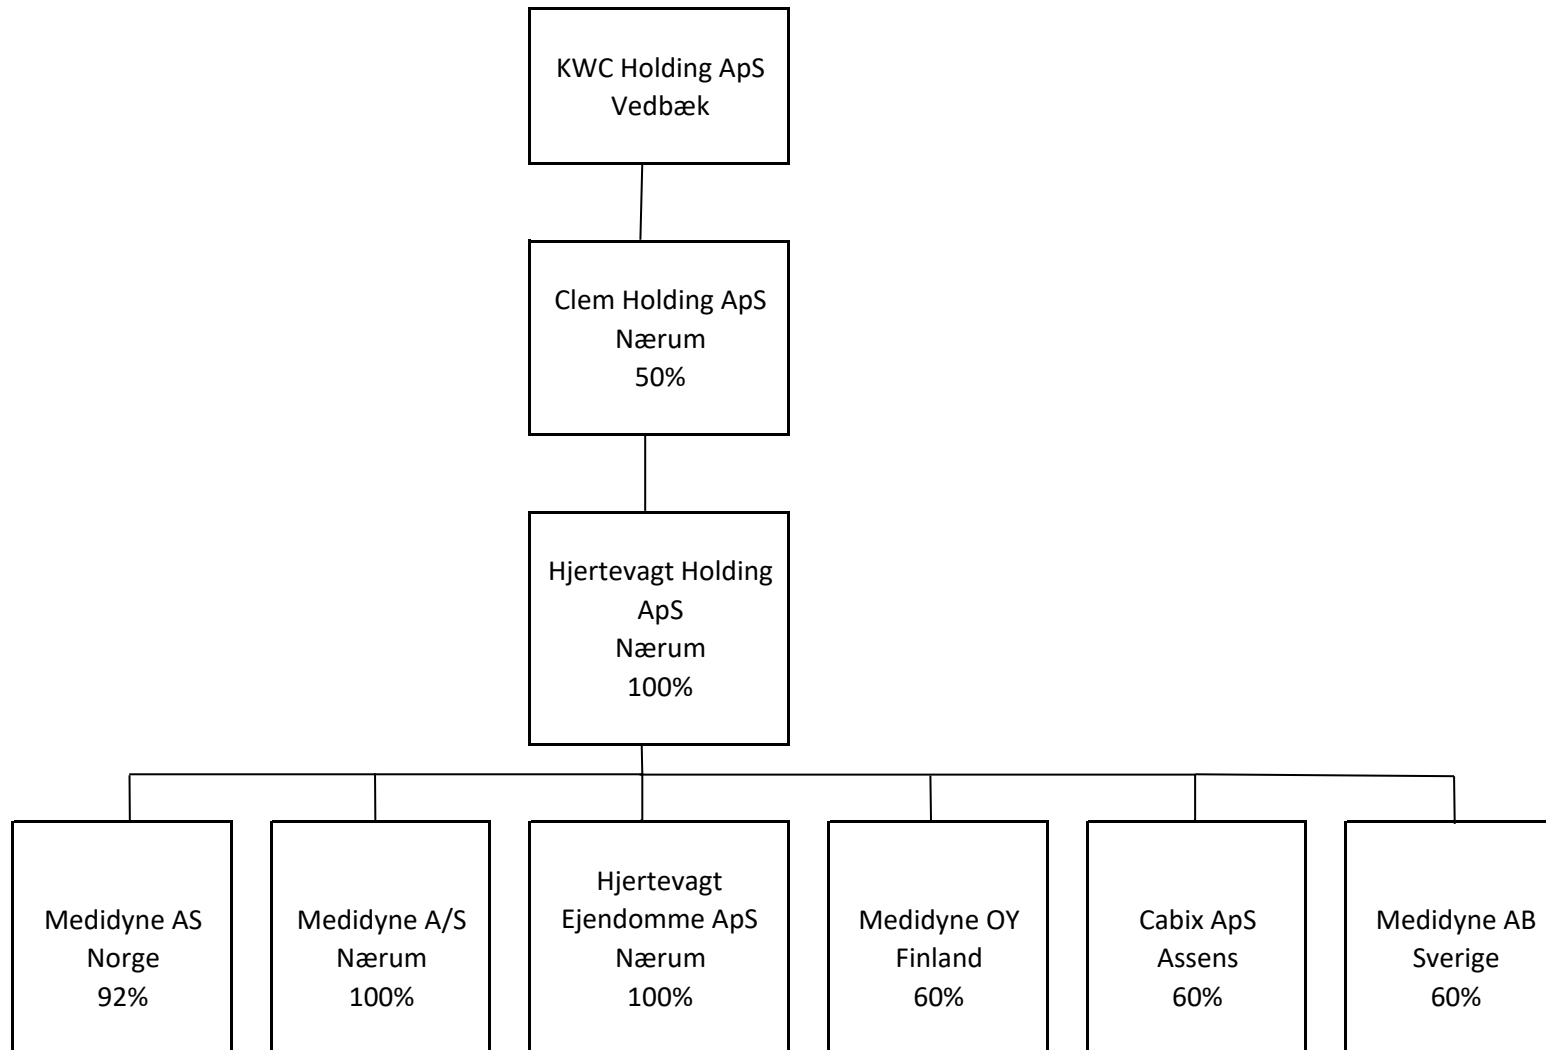 KWC Holding ApS
Vedbæk
Clem Holding ApS
Nærum
50%
Hjertevagt Holding
ApS
Nærum
100%
Medidyne AS
Norge
92%
Medidyne A/S
Nærum
100%
Hjertevagt
Ejendomme ApS
Nærum
100%
Medidyne OY
Finland
60%
Cabix ApS
Assens
60%
Medidyne AB
Sverige
60%